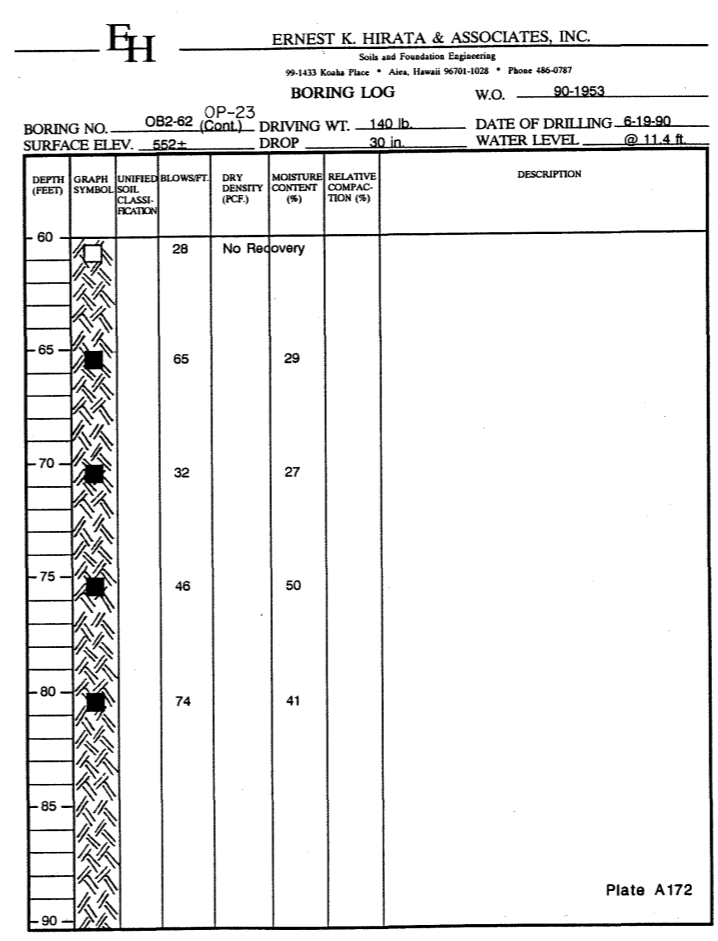 EH
ERNEST K. HIRATA & ASSOCIATES, INC.
Soils and Foundation Engineering
99-1433 Koaha Place * Aiea, Hawaii 96701-1028 * Phone 486-0787
BORING LOG
W.O. 90-1953
OP-23
BORING NO. OB2-62 (Cont.) DRIVING WT. 140 lb. DATE OF DRILLING 6-19-90
SURFACE ELEV. 552± DROP 30 in. WATER LEVEL @ 11.4 ft.
DEPTH (FEET) GRAPH SYMBOL UNIFIED SOIL CLASSI-FICATION BLOWS/FT. DRY DENSITY (PCF.) MOISTURE CONTENT (%) RELATIVE COMPAC-TION (%) DESCRIPTION
60 28 No Recovery
65 65 29
70 32 27
75 46 50
80 74 41
85
Plate A172
90